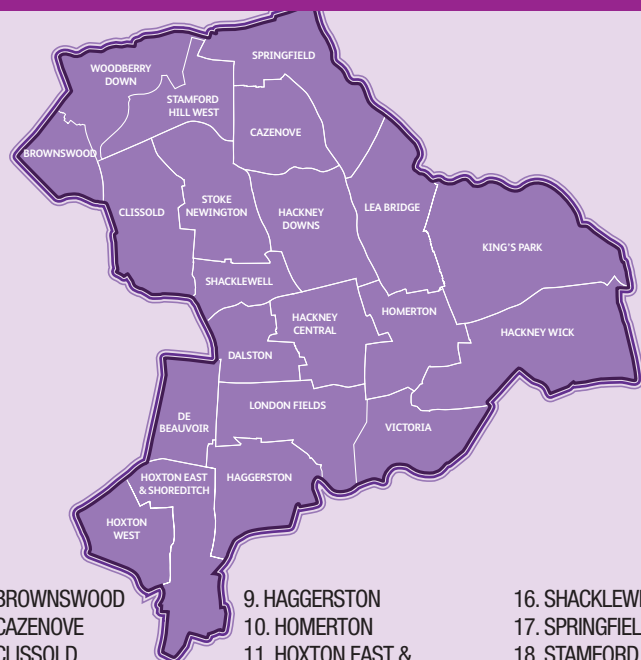 SPRINGFIELD
WOODBERRY
DOWN
STAMFORD
HILL WEST
CAZENOVE
BROWNSWOOD
CLISSOLD
STOKE
NEWINGTON
HACKNEY
DOWNS
LEA BRIDGE
KING'S PARK
SHACKLEWELL
HACKNEY
CENTRAL
HOMERTON
HACKNEY WICK
DALSTON
LONDON FIELDS
DE
BEAUVOIR
VICTORIA
HOXTON EAST
& SHOREDITCH
HAGGERSTON
HOXTON
WEST
BROWNSWOOD
CAZENOVE
CLISSOLD
9. HAGGERSTON
10. HOMERTON
11. HOXTON EAST &
16. SHACKLEWE
17. SPRINGFIEL
18. STAMFORD